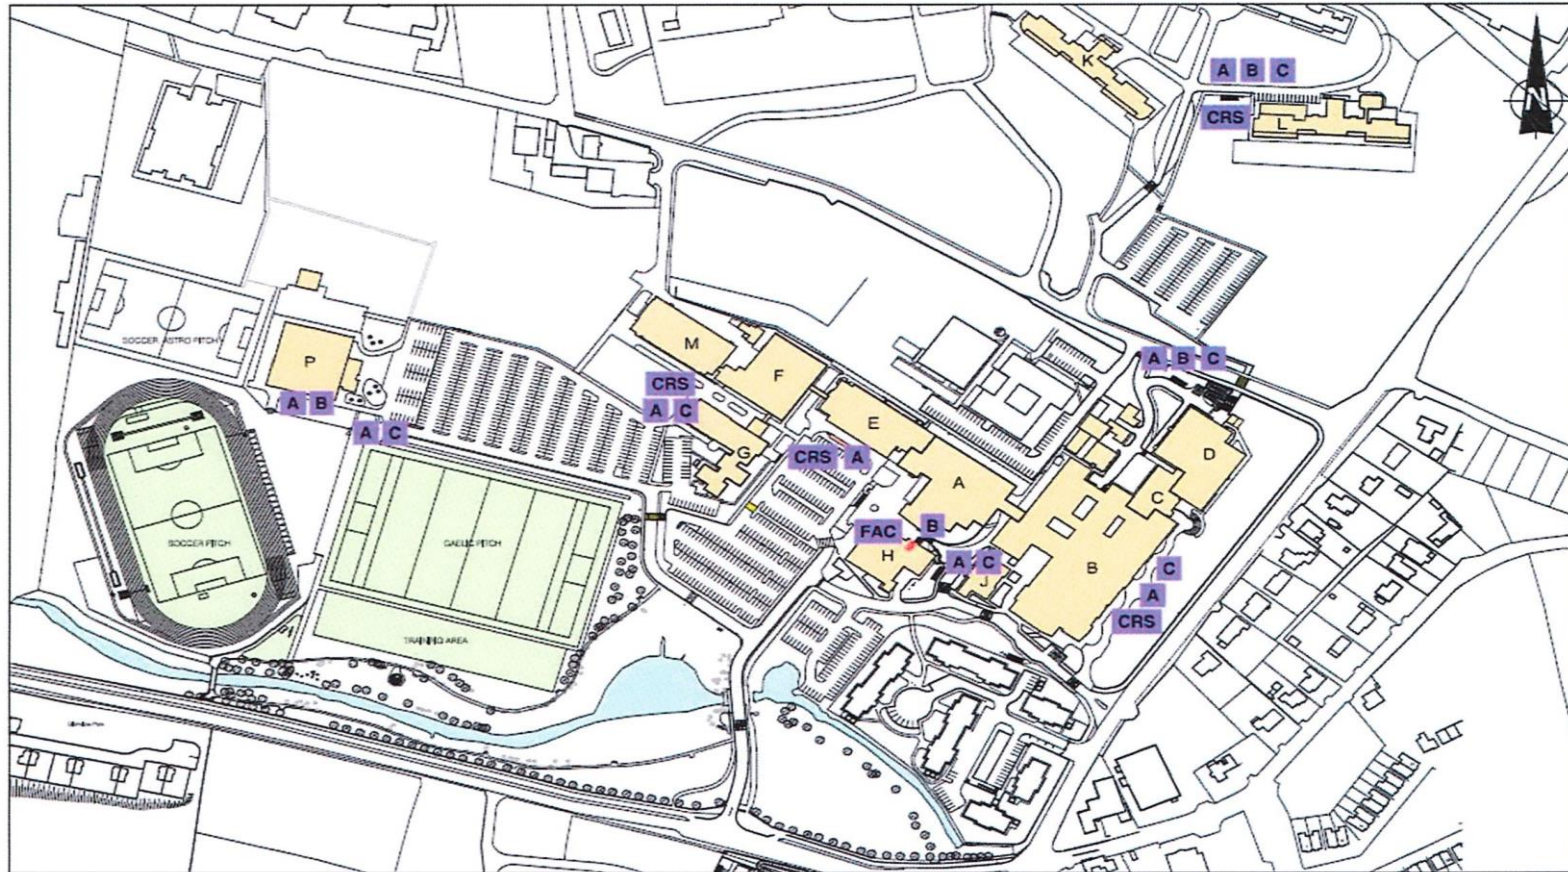 K
A B C
CRS
L
N
SOCCER ASTRO PITCH
P
A B
A C
M
F
CRS
A C
G
E
CRS A
A
A B C
D
C
FAC B
H
A C
J
B
C
A
CRS
SOCCER PITCH
GAELIC PITCH
TRAINING AREA